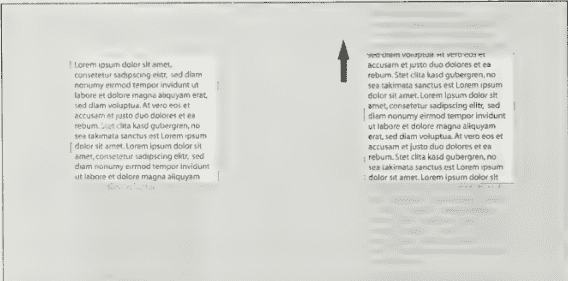 Lorem ipsum dolor sit amet,
consetetur sadipscing elitr, sed diam
nonumy eirmod tempor invidunt ut
labore et dolore magna aliquyam erat,
sed diam voluptua. At vero eos et
accusam et justo duo dolores et ea
rebum. Stet clita kasd gubergren, no
sea takimata sanctus est Lorem ipsum
dolor sit amet. Lorem ipsum dolor sit
amet, consetetur sadipscing elitr, sed
diam nonumy eirmod tempor invidunt
ut labore et dolore magna aliquyam
sed diam voluptua. At vero eos et
accusam et justo duo dolores et ea
rebum. Stet clita kasd gubergren, no
sea takimata sanctus est Lorem ipsum
dolor sit amet. Lorem ipsum dolor sit
amet, consetetur sadipscing elitr, sed
diam nonumy eirmod tempor invidunt
ut labore et dolore magna aliquyam
erat, sed diam voluptua. At vero eos et
accusam et justo duo dolores et ea
rebum. Stet clita kasd gubergren, no
sea takimata sanctus est Lorem ipsum
dolor sit amet. Lorem ipsum dolor sit